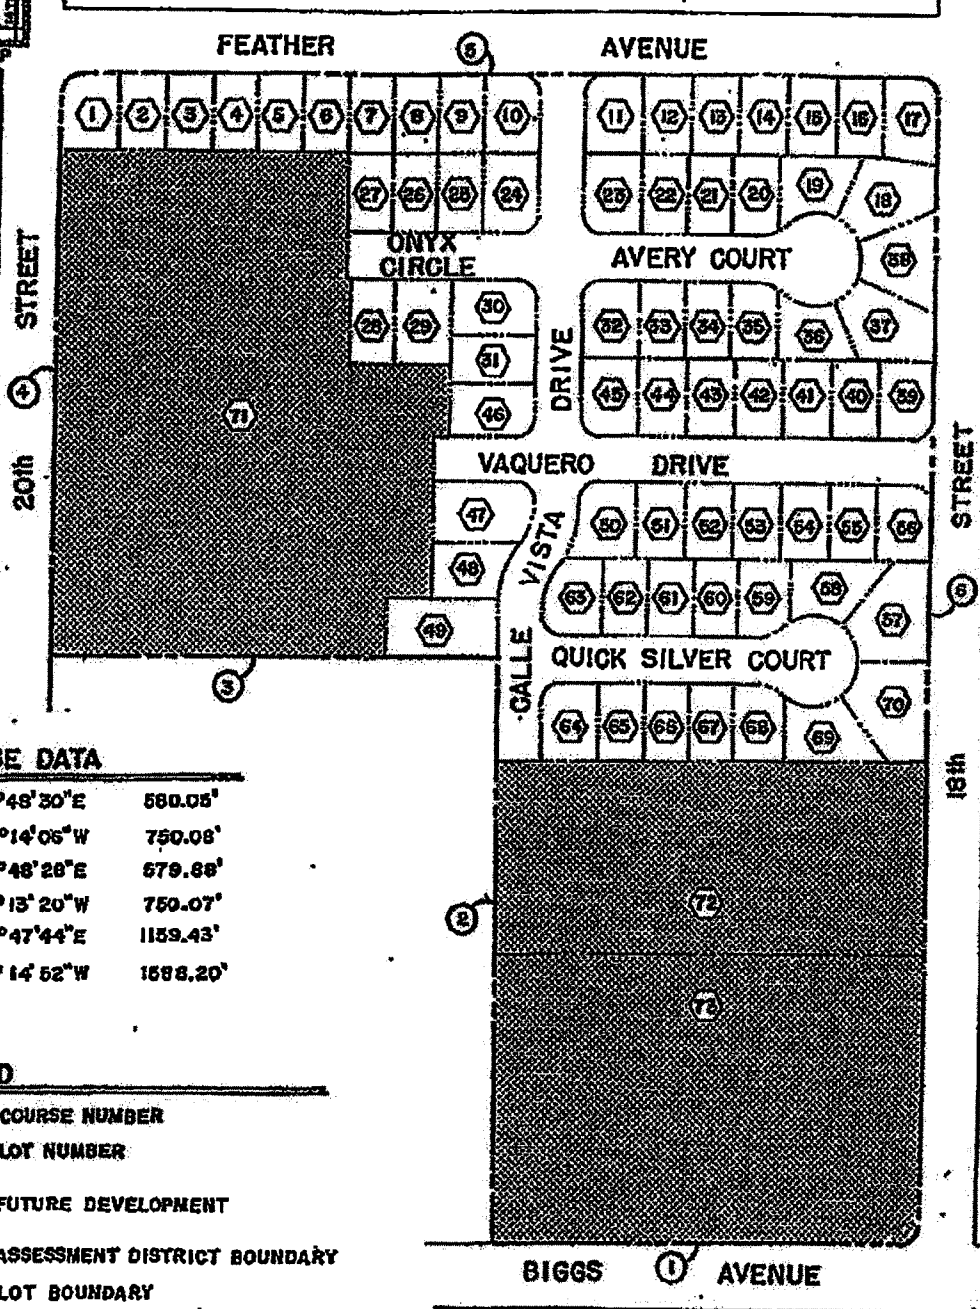 FEATHER 5 AVENUE
1 2 3 4 5 6 7 8 9 10 11 12 13 14 15 16 17
27 26 25 24 23 22 21 20 19 18
ONYX
CIRCLE
AVERY COURT
38
STREET
28 29 30 32 33 34 35 36 37
31
DRIVE
4
71
46 45 44 43 42 41 40 39
20th
VAQUERO DRIVE
STREET
47 50 51 52 53 54 55 56
VISTA
48 63 62 61 60 59 58 57
6
49
CALLE
QUICK SILVER COURT
3
64 65 66 67 68 69 70
18th
SE DATA
°48'30"E 580.05'
°14'06"W 750.08'
°48'28"E 579.88'
°13'20"W 750.07'
°47'44"E 1159.43'
14'52"W 1598.20'
2
72
73
COURSE NUMBER
LOT NUMBER
FUTURE DEVELOPMENT
ASSESSMENT DISTRICT BOUNDARY
LOT BOUNDARY
BIGGS 1 AVENUE